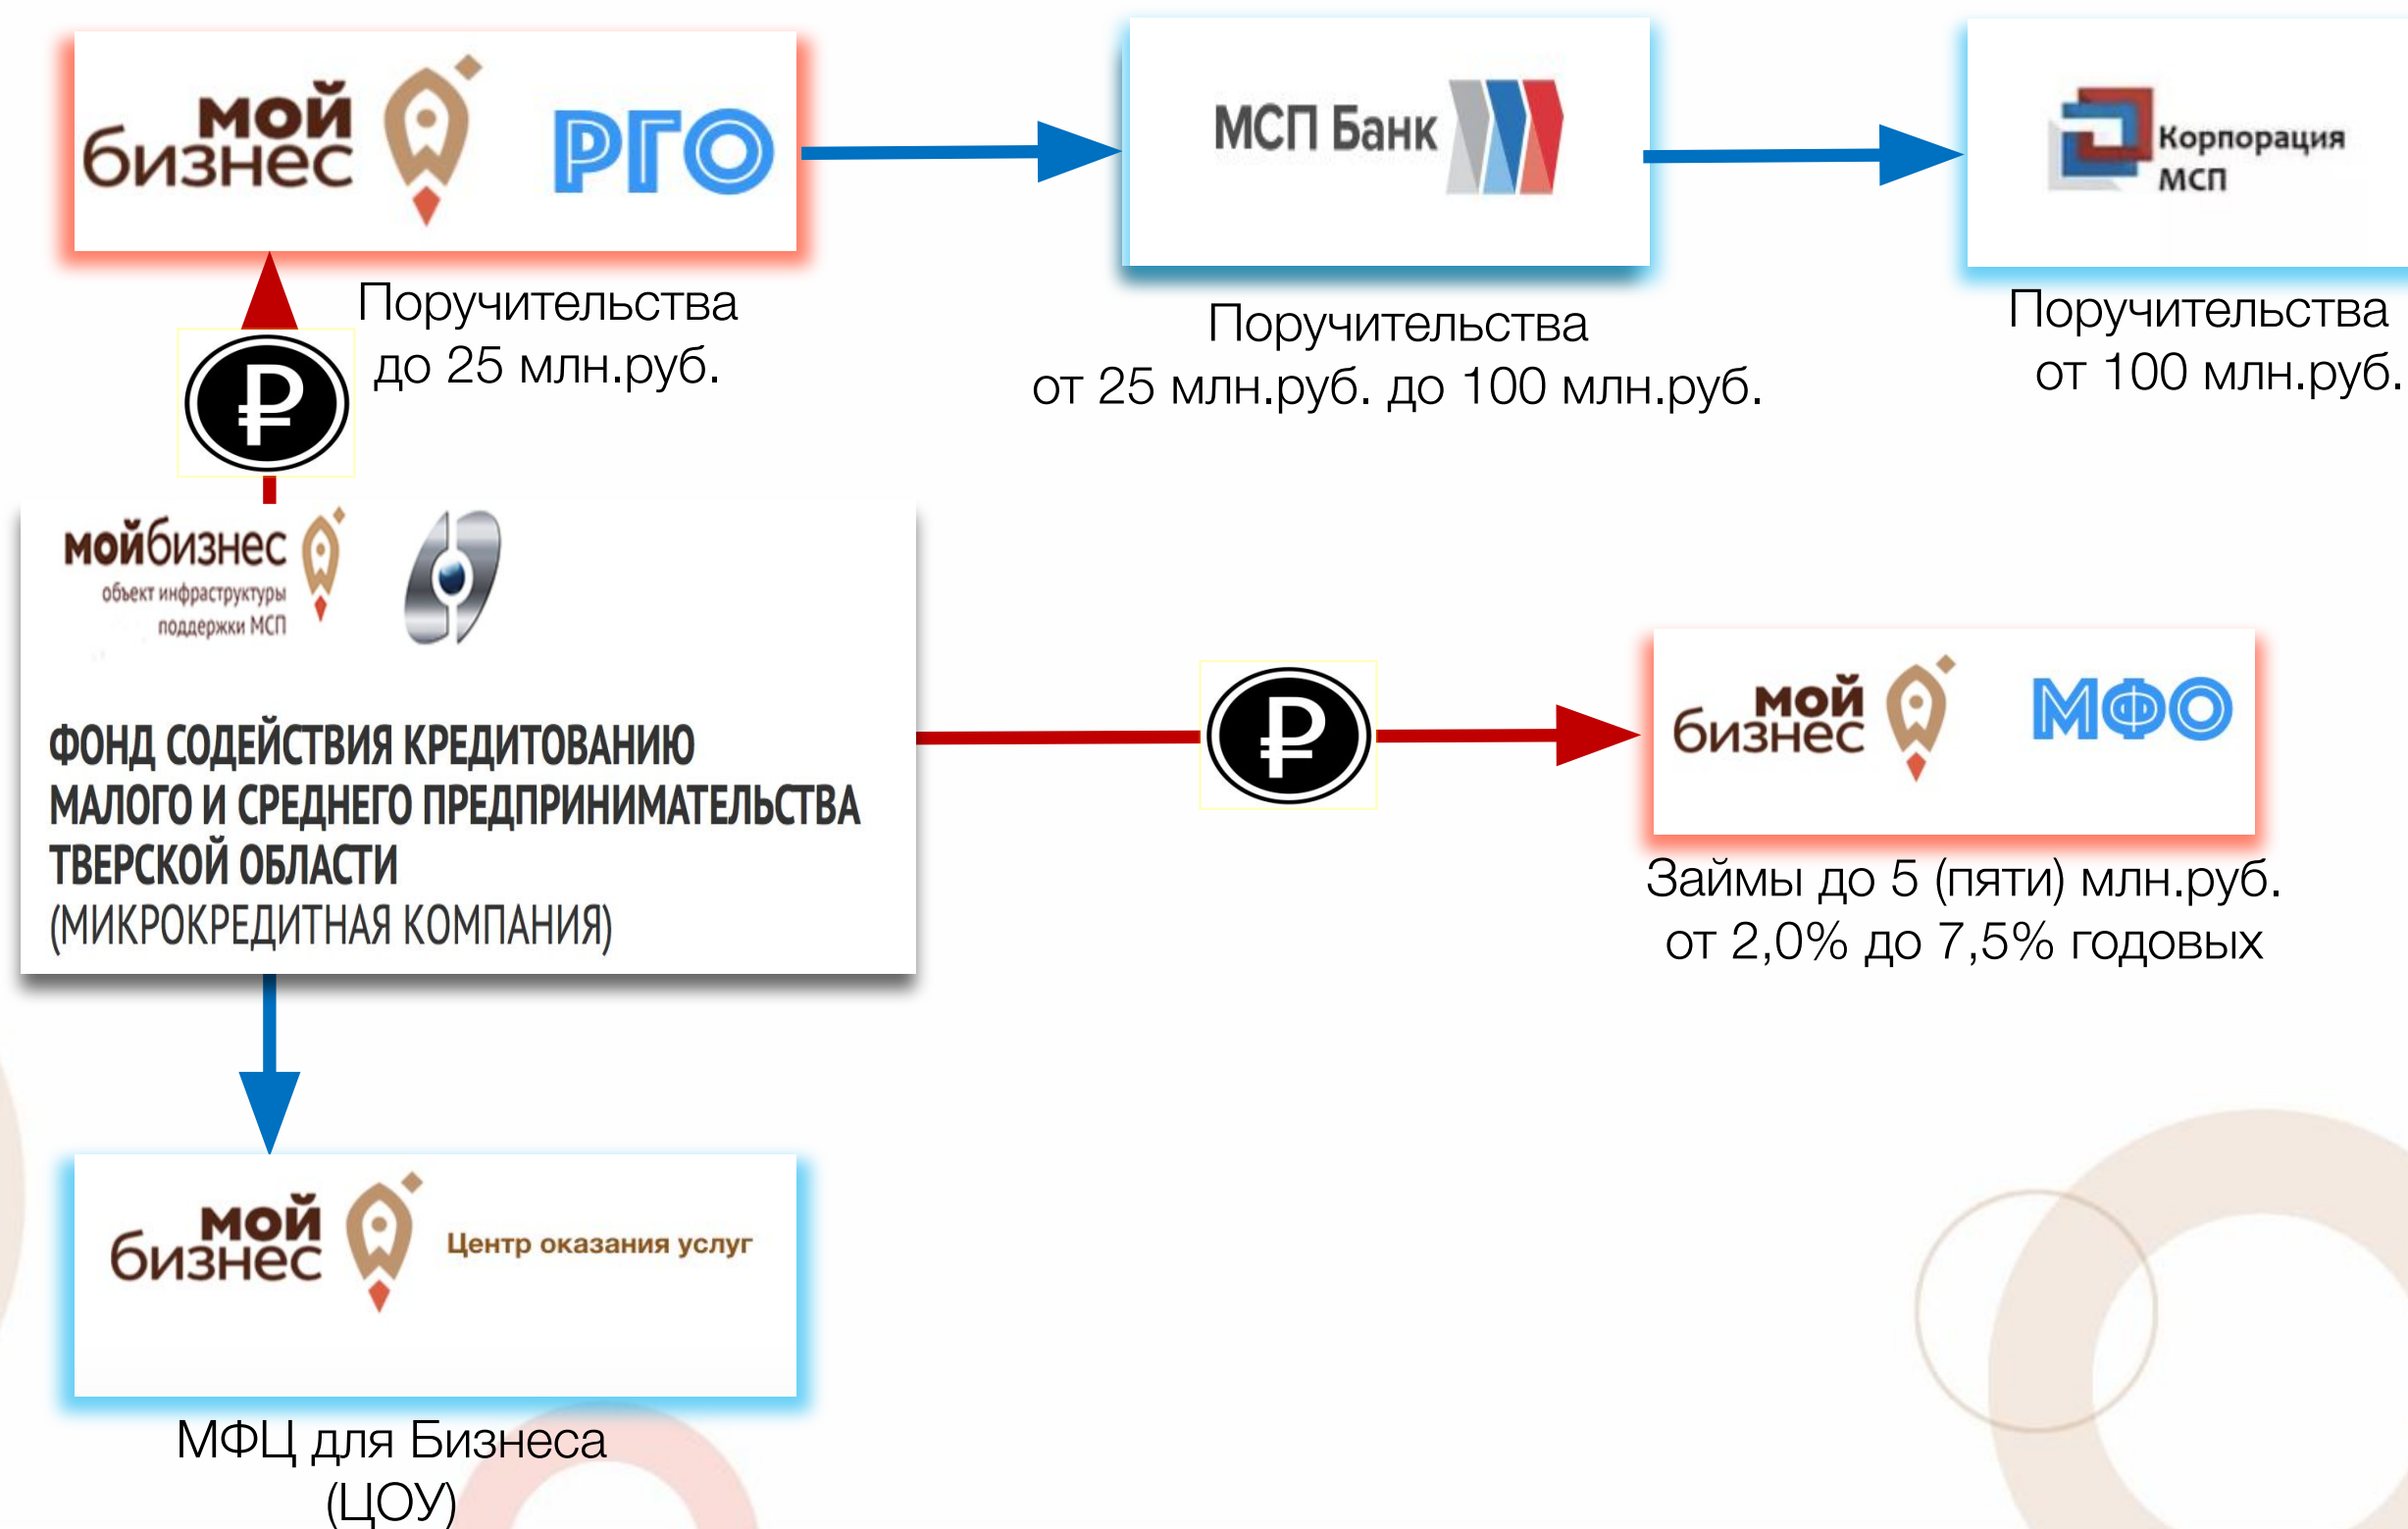 мой
бизнес
РГО
МСП Банк
Корпорация
МСП
Поручительства
до 25 млн.руб.
Поручительства
от 25 млн.руб. до 100 млн.руб.
Поручительства
от 100 млн.руб.
₽
мойбизнес
объект инфраструктуры
поддержки МСП
ФОНД СОДЕЙСТВИЯ КРЕДИТОВАНИЮ
МАЛОГО И СРЕДНЕГО ПРЕДПРИНИМАТЕЛЬСТВА
ТВЕРСКОЙ ОБЛАСТИ
(МИКРОКРЕДИТНАЯ КОМПАНИЯ)
₽
мой
бизнес
МФО
Займы до 5 (пяти) млн.руб.
от 2,0% до 7,5% годовых
мой
бизнес
Центр оказания услуг
МФЦ для Бизнеса
(ЦОУ)